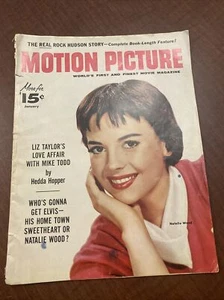 THE REAL ROCK HUDSON STORY—Complete Book-Length Feature!
MOTION PICTURE
WORLD'S FIRST AND FINEST MOVIE MAGAZINE
15¢
January
LIZ TAYLOR'S
LOVE AFFAIR
WITH MIKE TODD
by
Hedda Hopper
WHO'S GONNA
GET ELVIS—
HIS HOME TOWN
SWEETHEART OR
NATALIE WOOD?
Natalie Wood